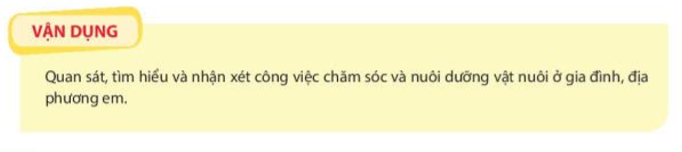 VẬN DỤNG
Quan sát, tìm hiểu và nhận xét công việc chăm sóc và nuôi dưỡng vật nuôi ở gia đình, địa
phương em.